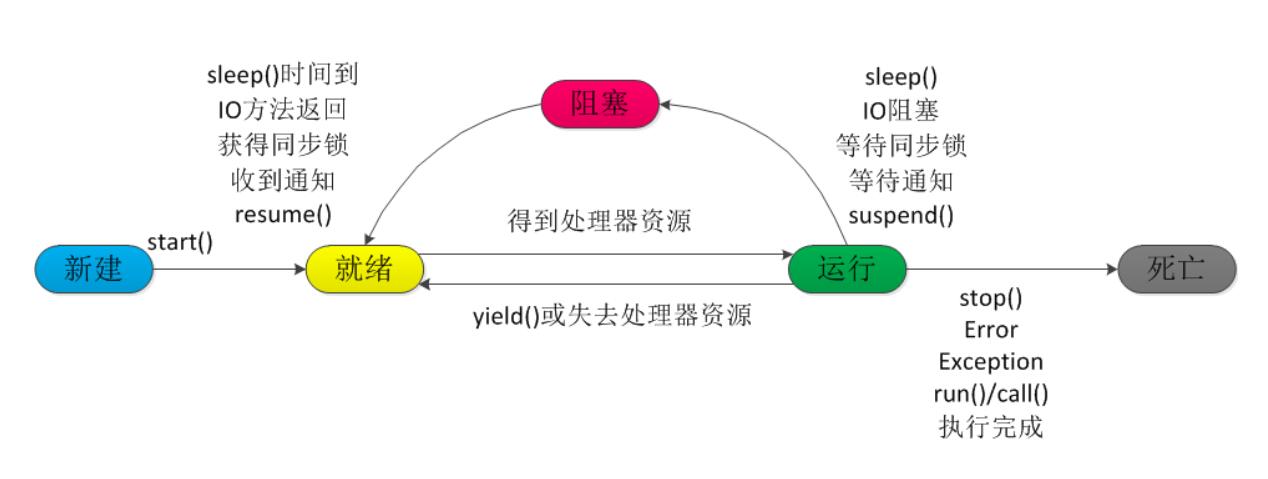 sleep()时间到
IO方法返回
获得同步锁
收到通知
resume()
阻塞
sleep()
IO阻塞
等待同步锁
等待通知
suspend()
start()
得到处理器资源
新建
就绪
运行
死亡
yield()或失去处理器资源
stop()
Error
Exception
run()/call()
执行完成